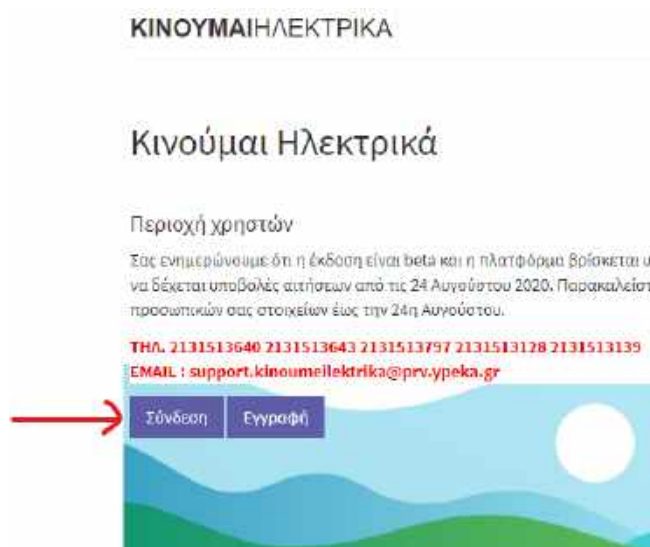 ΚΙΝΟΥΜΑΙΗΛΕΚΤΡΙΚΑ
Κινούμαι Ηλεκτρικά
Περιοχή χρηστών
Σας ενημερώνουμε ότι η έκδοση είναι beta και η πλατφόρμα βρίσκεται
να δέχεται υποβολές αιτήσεων από τις 24 Αυγούστου 2020. Παρακαλείστ
προσωπικών σας στοιχείων έως την 24η Αυγούστου.
ΤΗΛ. 2131513640 2131513643 2131513797 2131513128 2131513139
EMAIL : support.kinoumeilektrika@prv.ypeka.gr
Σύνδεση Εγγραφή